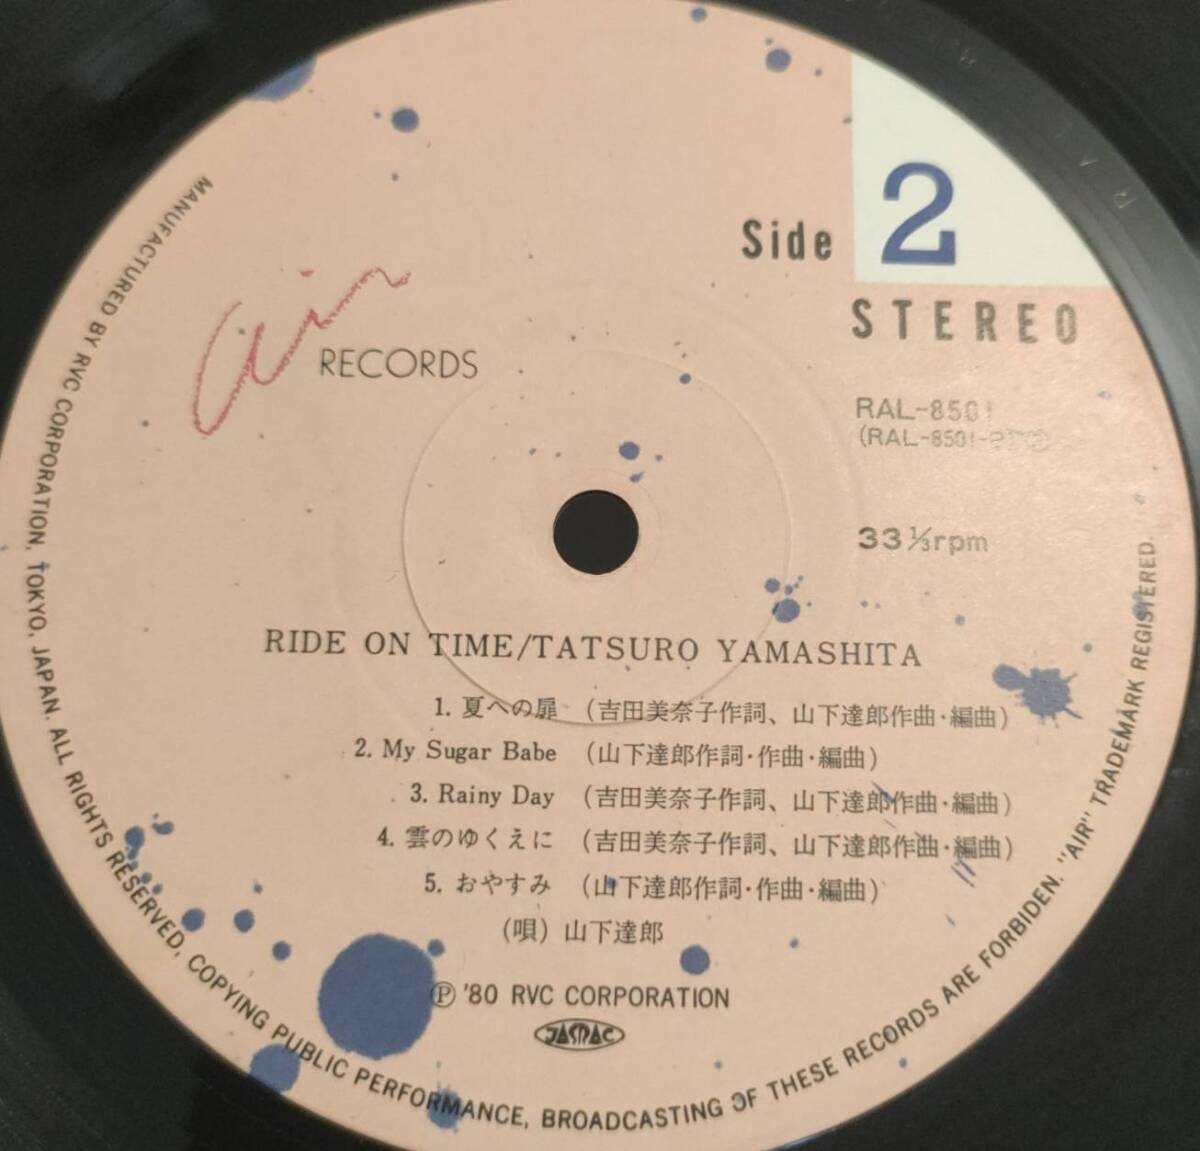 Side 2
STEREO
air RECORDS
RAL-8501
(RAL-8501-
33⅓rpm
RIDE ON TIME/TATSURO YAMASHITA
1. 夏への扉 (吉田美奈子作詞、山下達郎作曲・編曲)
2. My Sugar Babe (山下達郎作詞・作曲・編曲)
3. Rainy Day (吉田美奈子作詞、山下達郎作曲・編曲)
4. 雲のゆくえに (吉田美奈子作詞、山下達郎作曲・編曲)
5. おやすみ (山下達郎作詞・作曲・編曲)
(唄) 山下達郎
Ⓟ '80 RVC CORPORATION
JASRAC
MANUFACTURED BY RVC CORPORATION, TOKYO, JAPAN. ALL RIGHTS RESERVED, COPYING PUBLIC PERFORMANCE, BROADCASTING OF THESE RECORDS ARE FORBIDEN. "AIR" TRADEMARK REGISTERED.